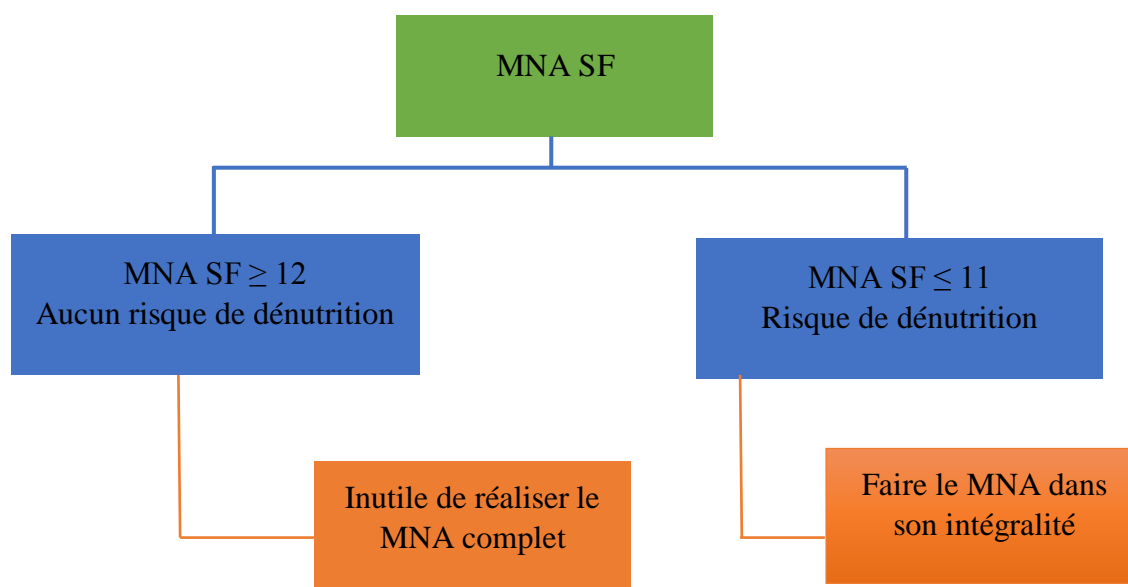 MNA SF
MNA SF ≥ 12
Aucun risque de dénutrition
MNA SF ≤ 11
Risque de dénutrition
Inutile de réaliser le
MNA complet
Faire le MNA dans
son intégralité